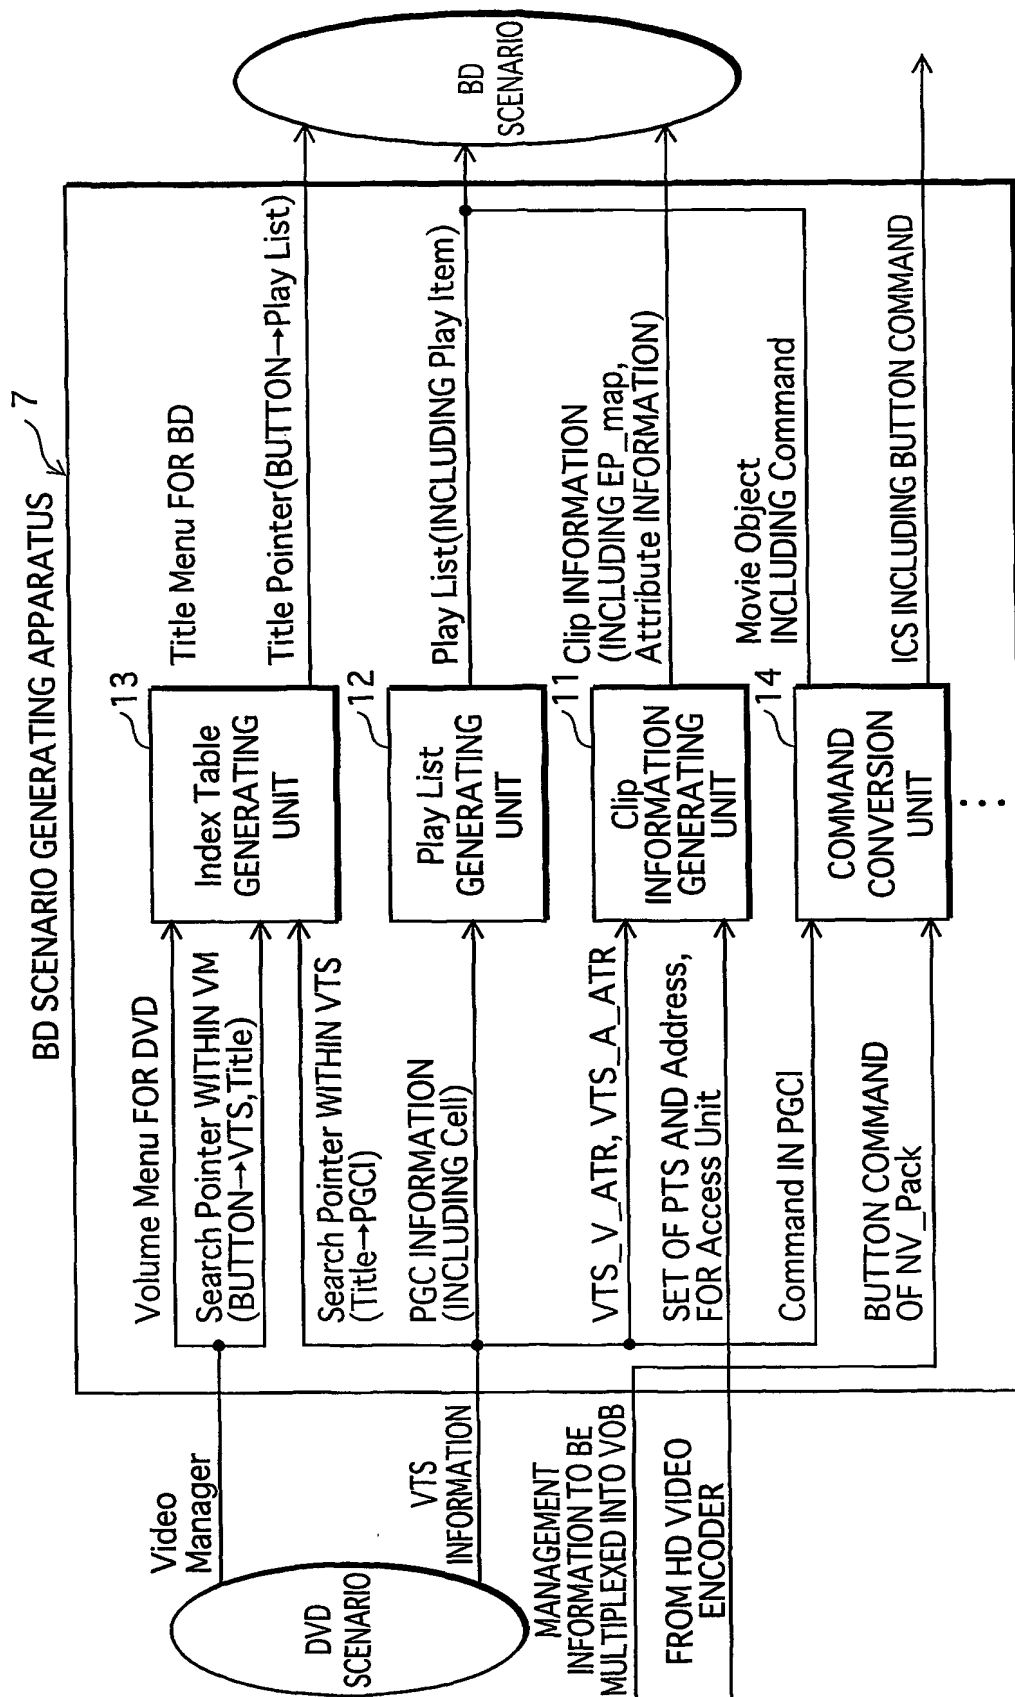 BD SCENARIO GENERATING APPARATUS
7
DVD
SCENARIO
Video
Manager
VTS
INFORMATION
MANAGEMENT
INFORMATION TO BE
MULTIPLEXED INTO VOB
FROM HD VIDEO
ENCODER
Volume Menu FOR DVD
Search Pointer WITHIN VM
(BUTTON→VTS,Title)
Search Pointer WITHIN VTS
(Title→PGCI)
PGC INFORMATION
(INCLUDING Cell)
VTS_V_ATR, VTS_A_ATR
SET OF PTS AND Address,
FOR Access Unit
Command IN PGCI
BUTTON COMMAND
OF NV_Pack
13
Index Table
GENERATING
UNIT
12
Play List
GENERATING
UNIT
11
Clip
INFORMATION
GENERATING
UNIT
14
COMMAND
CONVERSION
UNIT
...
Title Menu FOR BD
Title Pointer(BUTTON→Play List)
Play List(INCLUDING Play Item)
Clip INFORMATION
(INCLUDING EP_map,
Attribute INFORMATION)
Movie Object
INCLUDING Command
ICS INCLUDING BUTTON COMMAND
BD
SCENARIO